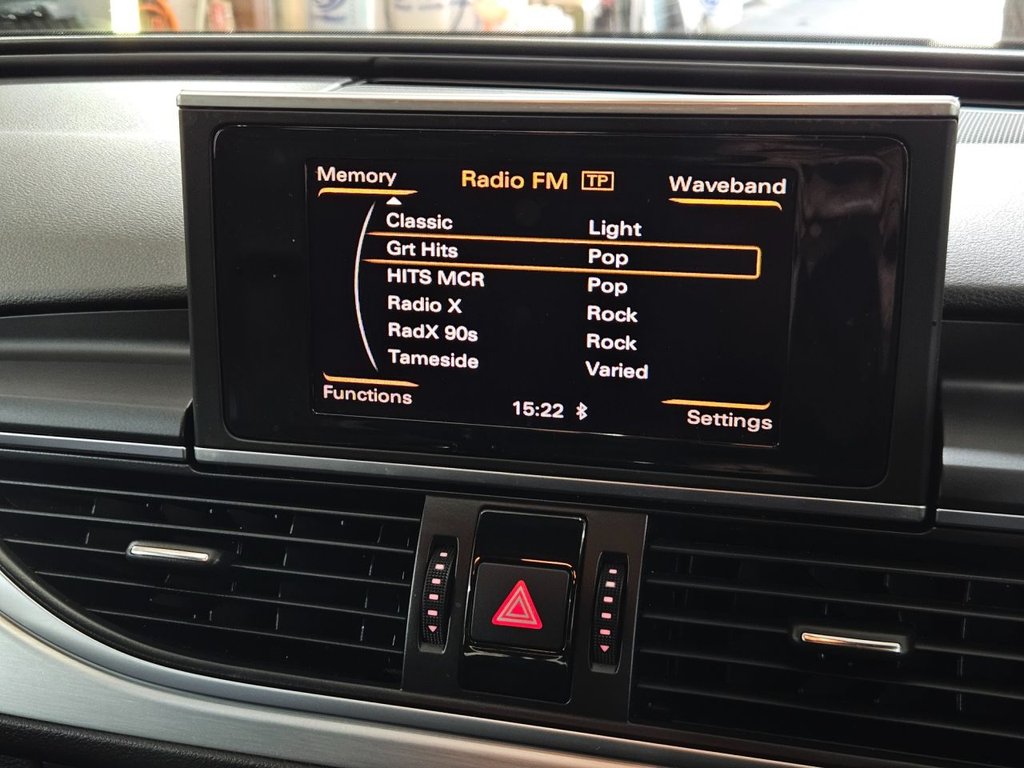 Memory Radio FM TP Waveband
Classic Light
Grt Hits Pop
HITS MCR Pop
Radio X Rock
RadX 90s Rock
Tameside Varied
Functions 15:22 Settings